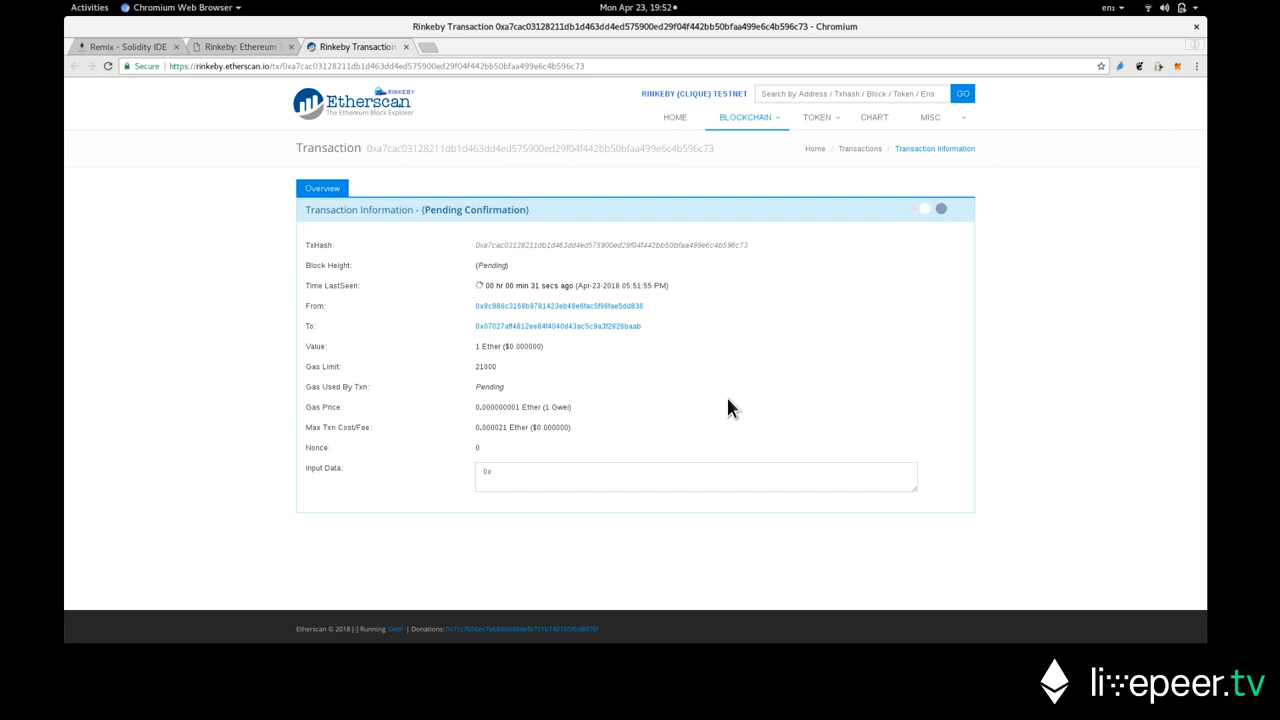 Activities Chromium Web Browser Mon Apr 23, 19:52 en1
Rinkeby Transaction 0xa7cac03128211db1d463dd4ed575900ed29f04f442bb50bfaa499e6c4b596c73 - Chromium
Remix - Solidity IDE Rinkeby: Ethereum T Rinkeby Transaction
Secure https://rinkeby.etherscan.io/tx/0xa7cac03128211db1d463dd4ed575900ed29f04f442bb50bfaa499e6c4b596c73
RINKEBY
Etherscan
The Ethereum Block Explorer
RINKEBY (CLIQUE) TESTNET Search by Address / Txhash / Block / Token / Ens GO
HOME BLOCKCHAIN TOKEN CHART MISC
Transaction 0xa7cac03128211db1d463dd4ed575900ed29f04f442bb50bfaa499e6c4b596c73 Home / Transactions / Transaction Information
Overview
Transaction Information - (Pending Confirmation)
TxHash: 0xa7cac03128211db1d463dd4ed575900ed29f04f442bb50bfaa499e6c4b596c73
Block Height: (Pending)
Time LastSeen: 00 hr 00 min 31 secs ago (Apr-23-2018 05:51:55 PM)
From: 0x8c986c3169b9781423eb49e6fac5f96fae5dd836
To: 0x07027aff4812ee84f4040d43ac5c9a3f2826baab
Value: 1 Ether ($0.000000)
Gas Limit: 21000
Gas Used By Txn: Pending
Gas Price: 0.000000001 Ether (1 Gwei)
Max Txn Cost/Fee: 0.000021 Ether ($0.000000)
Nonce: 0
Input Data: 0x
Etherscan © 2018 [-] Running Geth | Donations:
livepeer.tv